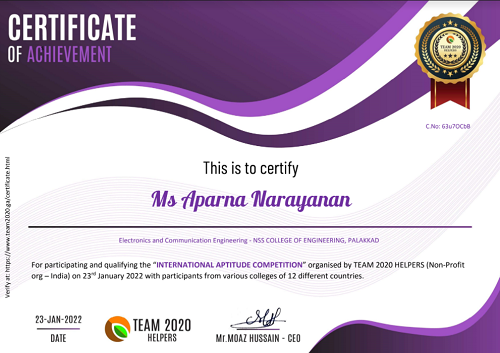 CERTIFICATE
OF ACHIEVEMENT
TEAM 2020
HELPERS
C.No: 63u7OCbB
This is to certify
Ms Aparna Narayanan
Electronics and Communication Engineering - NSS COLLEGE OF ENGINEERING, PALAKKAD
For participating and qualifying the "INTERNATIONAL APTITUDE COMPETITION" organised by TEAM 2020 HELPERS (Non-Profit
org – India) on 23rd January 2022 with participants from various colleges of 12 different countries.
Verify at: https://www.team2020.ga/certificate.html
23-JAN-2022
DATE
TEAM 2020
HELPERS
Mr.MOAZ HUSSAIN - CEO